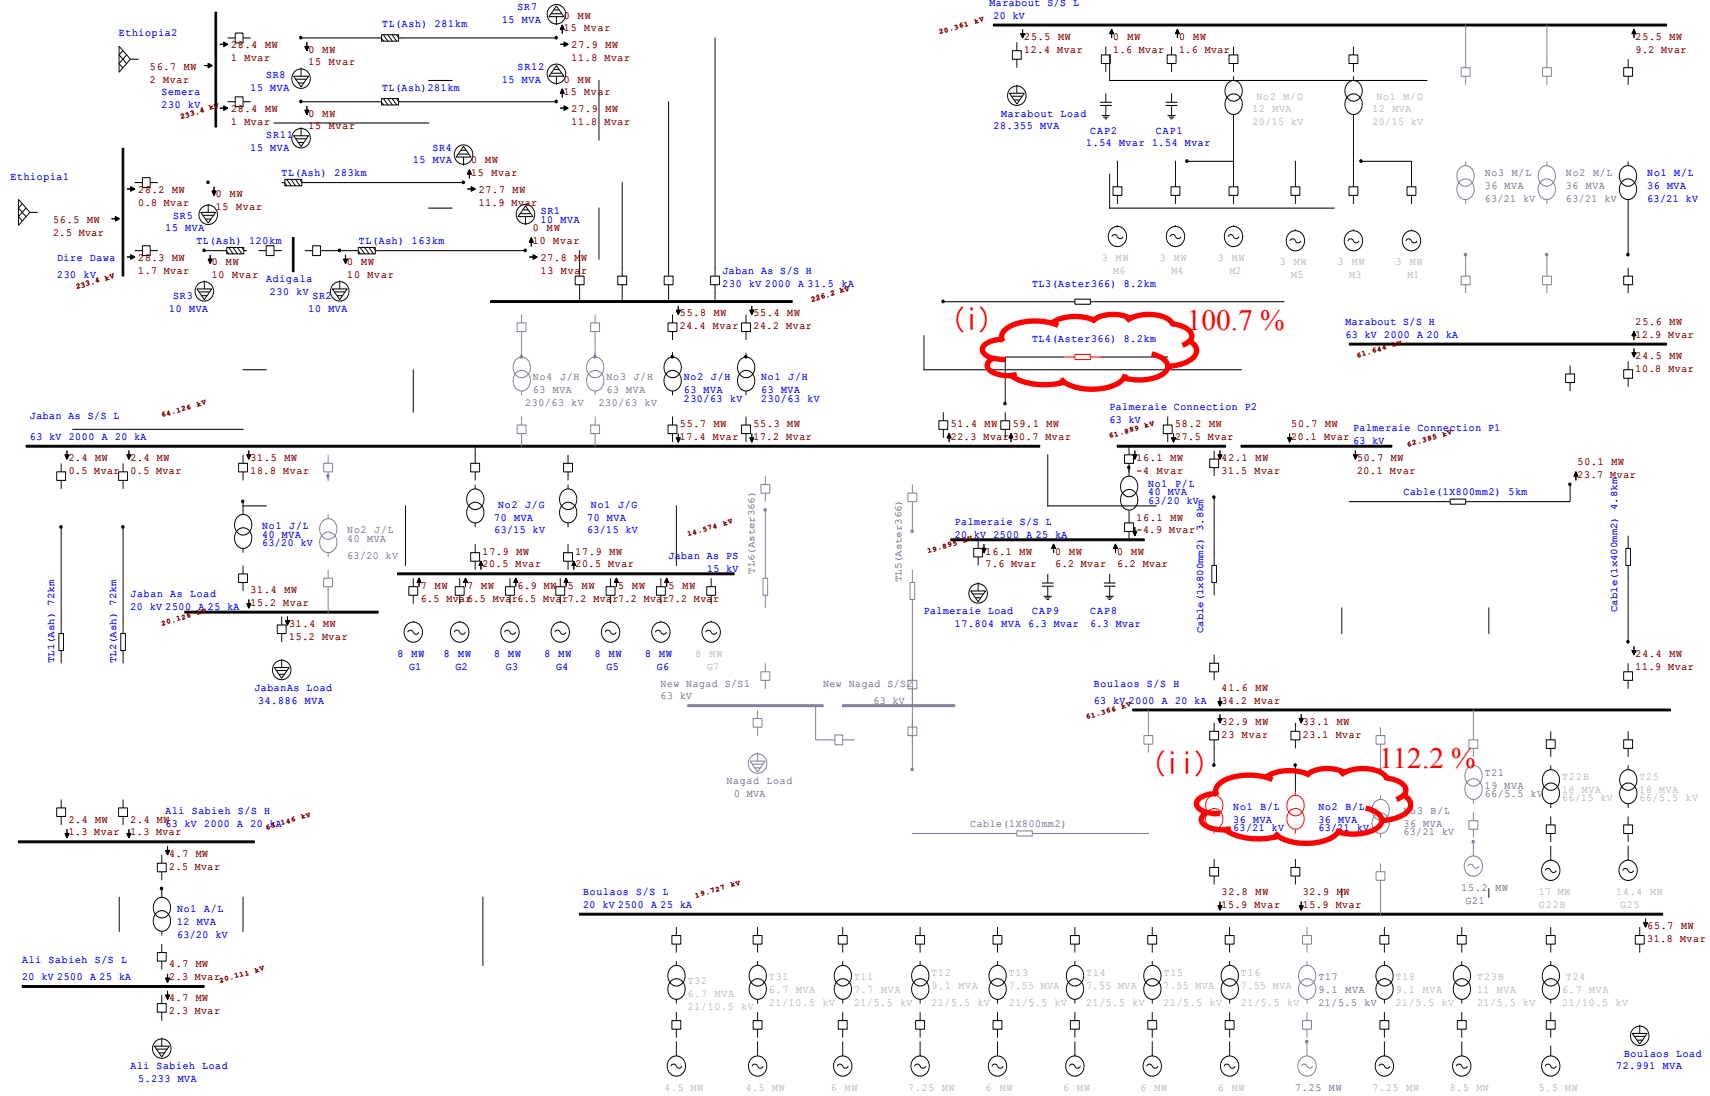 Ethiopia2
56.7 MW
2 Mvar
Semera
230 kV
233.4 kV
28.4 MW
1 Mvar
0 MW
15 Mvar
SR8
15 MVA
TL(Ash) 281km
SR7
15 MVA
0 MW
15 Mvar
27.9 MW
11.8 Mvar
SR12
15 MVA
TL(Ash)281km
0 MW
15 Mvar
28.4 MW
1 Mvar
0 MW
15 Mvar
27.9 MW
11.8 Mvar
SR11
15 MVA
Ethiopia1
56.5 MW
2.5 Mvar
Dire Dawa
230 kV
233.4 kV
28.2 MW
0.8 Mvar
0 MW
15 Mvar
SR5
15 MVA
TL(Ash) 283km
SR4
15 MVA
0 MW
15 Mvar
27.7 MW
11.9 Mvar
SR1
10 MVA
0 MW
10 Mvar
27.8 MW
13 Mvar
TL(Ash) 120km
TL(Ash) 163km
28.3 MW
1.7 Mvar
0 MW
10 Mvar
SR3
10 MVA
Adigala
230 kV
SR2
10 MVA
0 MW
10 Mvar
Jaban As S/S H
230 kV 2000 A 31.5 kA
226.2 kV
55.8 MW
24.4 Mvar
55.4 MW
24.2 Mvar
No4 J/H
63 MVA
230/63 kV
No3 J/H
63 MVA
230/63 kV
No2 J/H
63 MVA
230/63 kV
No1 J/H
63 MVA
230/63 kV
55.7 MW
17.4 Mvar
55.3 MW
17.2 Mvar
Marabout S/S L
20 kV
20.361 kV
25.5 MW
12.4 Mvar
0 MW
1.6 Mvar
0 MW
1.6 Mvar
25.5 MW
9.2 Mvar
Marabout Load
28.355 MVA
CAP2
1.54 Mvar
CAP1
1.54 Mvar
No2 M/G
12 MVA
20/15 kV
No1 M/G
12 MVA
20/15 kV
No3 M/L
36 MVA
63/21 kV
No2 M/L
36 MVA
63/21 kV
No1 M/L
36 MVA
63/21 kV
3 MW
M6
3 MW
M4
3 MW
M2
3 MW
M5
3 MW
M3
3 MW
M1
TL3(Aster366) 8.2km
(i)
100.7 %
TL4(Aster366) 8.2km
Marabout S/S H
63 kV 2000 A 20 kA
61.644 kV
25.6 MW
12.9 Mvar
24.5 MW
10.8 Mvar
Jaban As S/S L
63 kV 2000 A 20 kA
64.126 kV
51.4 MW
22.3 Mvar
59.1 MW
30.7 Mvar
Palmeraie Connection P2
63 kV
61.889 kV
58.2 MW
27.5 Mvar
50.7 MW
20.1 Mvar
Palmeraie Connection P1
63 kV
62.385 kV
50.7 MW
20.1 Mvar
50.1 MW
23.7 Mvar
Cable(1X800mm2) 5km
Cable(1x400mm2) 4.8km
16.1 MW
-4 Mvar
42.1 MW
31.5 Mvar
No1 P/L
40 MVA
63/20 kV
16.1 MW
-4.9 Mvar
Cable(1x800mm2) 3.8km
Palmeraie S/S L
20 kV 2500 A 25 kA
19.895 kV
16.1 MW
7.6 Mvar
0 MW
6.2 Mvar
0 MW
6.2 Mvar
Palmeraie Load
17.804 MVA
CAP9
6.3 Mvar
CAP8
6.3 Mvar
2.4 MW
0.5 Mvar
2.4 MW
0.5 Mvar
31.5 MW
18.8 Mvar
No1 J/L
40 MVA
63/20 kV
No2 J/L
40 MVA
63/20 kV
TL1(Ash) 72km
TL2(Ash) 72km
Jaban As Load
20 kV 2500 A 25 kA
20.126 kV
31.4 MW
15.2 Mvar
31.4 MW
15.2 Mvar
JabanAs Load
34.886 MVA
No2 J/G
70 MVA
63/15 kV
No1 J/G
70 MVA
63/15 kV
17.9 MW
20.5 Mvar
17.9 MW
20.5 Mvar
14.574 kV
Jaban As PS
15 kV
7 MW
6.5 Mvar
7 MW
6.5 Mvar
6.9 MW
6.5 Mvar
5 MW
7.2 Mvar
5 MW
7.2 Mvar
5 MW
7.2 Mvar
8 MW
G1
8 MW
G2
8 MW
G3
8 MW
G4
8 MW
G5
8 MW
G6
8 MW
G7
TL6(Aster366)
TL5(Aster366)
New Nagad S/S1
63 kV
New Nagad S/S2
63 kV
Nagad Load
0 MVA
Cable(1X800mm2)
24.4 MW
11.9 Mvar
Boulaos S/S H
63 kV 2000 A 20 kA
61.366 kV
41.6 MW
34.2 Mvar
32.9 MW
23 Mvar
33.1 MW
23.1 Mvar
(ii)
112.2 %
No1 B/L
36 MVA
63/21 kV
No2 B/L
36 MVA
63/21 kV
No3 B/L
36 MVA
63/21 kV
T21
19 MVA
66/5.5 kV
T22B
18 MVA
66/15 kV
T25
18 MVA
66/5.5 kV
15.2 MW
G21
17 MW
G22B
14.4 MW
G25
2.4 MW
1.3 Mvar
2.4 MW
1.3 Mvar
Ali Sabieh S/S H
63 kV 2000 A 20 kA
63.146 kV
4.7 MW
2.5 Mvar
No1 A/L
12 MVA
63/20 kV
Ali Sabieh S/S L
20 kV 2500 A 25 kA
20.111 kV
4.7 MW
2.3 Mvar
4.7 MW
2.3 Mvar
Ali Sabieh Load
5.233 MVA
Boulaos S/S L
20 kV 2500 A 25 kA
19.727 kV
32.8 MW
15.9 Mvar
32.9 MW
15.9 Mvar
65.7 MW
31.8 Mvar
T32
6.7 MVA
21/10.5 kV
T31
6.7 MVA
21/10.5 kV
T11
7.7 MVA
21/5.5 kV
T12
9.1 MVA
21/5.5 kV
T13
7.55 MVA
21/5.5 kV
T14
7.55 MVA
21/5.5 kV
T15
7.55 MVA
21/5.5 kV
T16
7.55 MVA
21/5.5 kV
T17
9.1 MVA
21/5.5 kV
T18
9.1 MVA
21/5.5 kV
T23B
11 MVA
21/5.5 kV
T24
6.7 MVA
21/10.5 kV
4.5 MW
4.5 MW
6 MW
7.25 MW
6 MW
6 MW
6 MW
6 MW
7.25 MW
7.25 MW
8.5 MW
5.5 MW
Boulaos Load
72.991 MVA